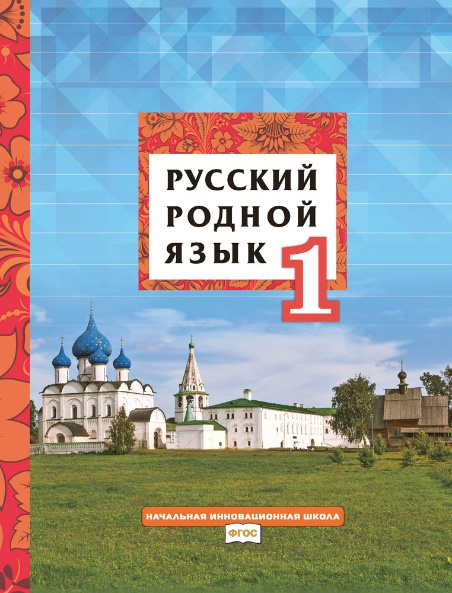 РУССКИЙ
РОДНОЙ
ЯЗЫК
1
НАЧАЛЬНАЯ ИННОВАЦИОННАЯ ШКОЛА
ФГОС